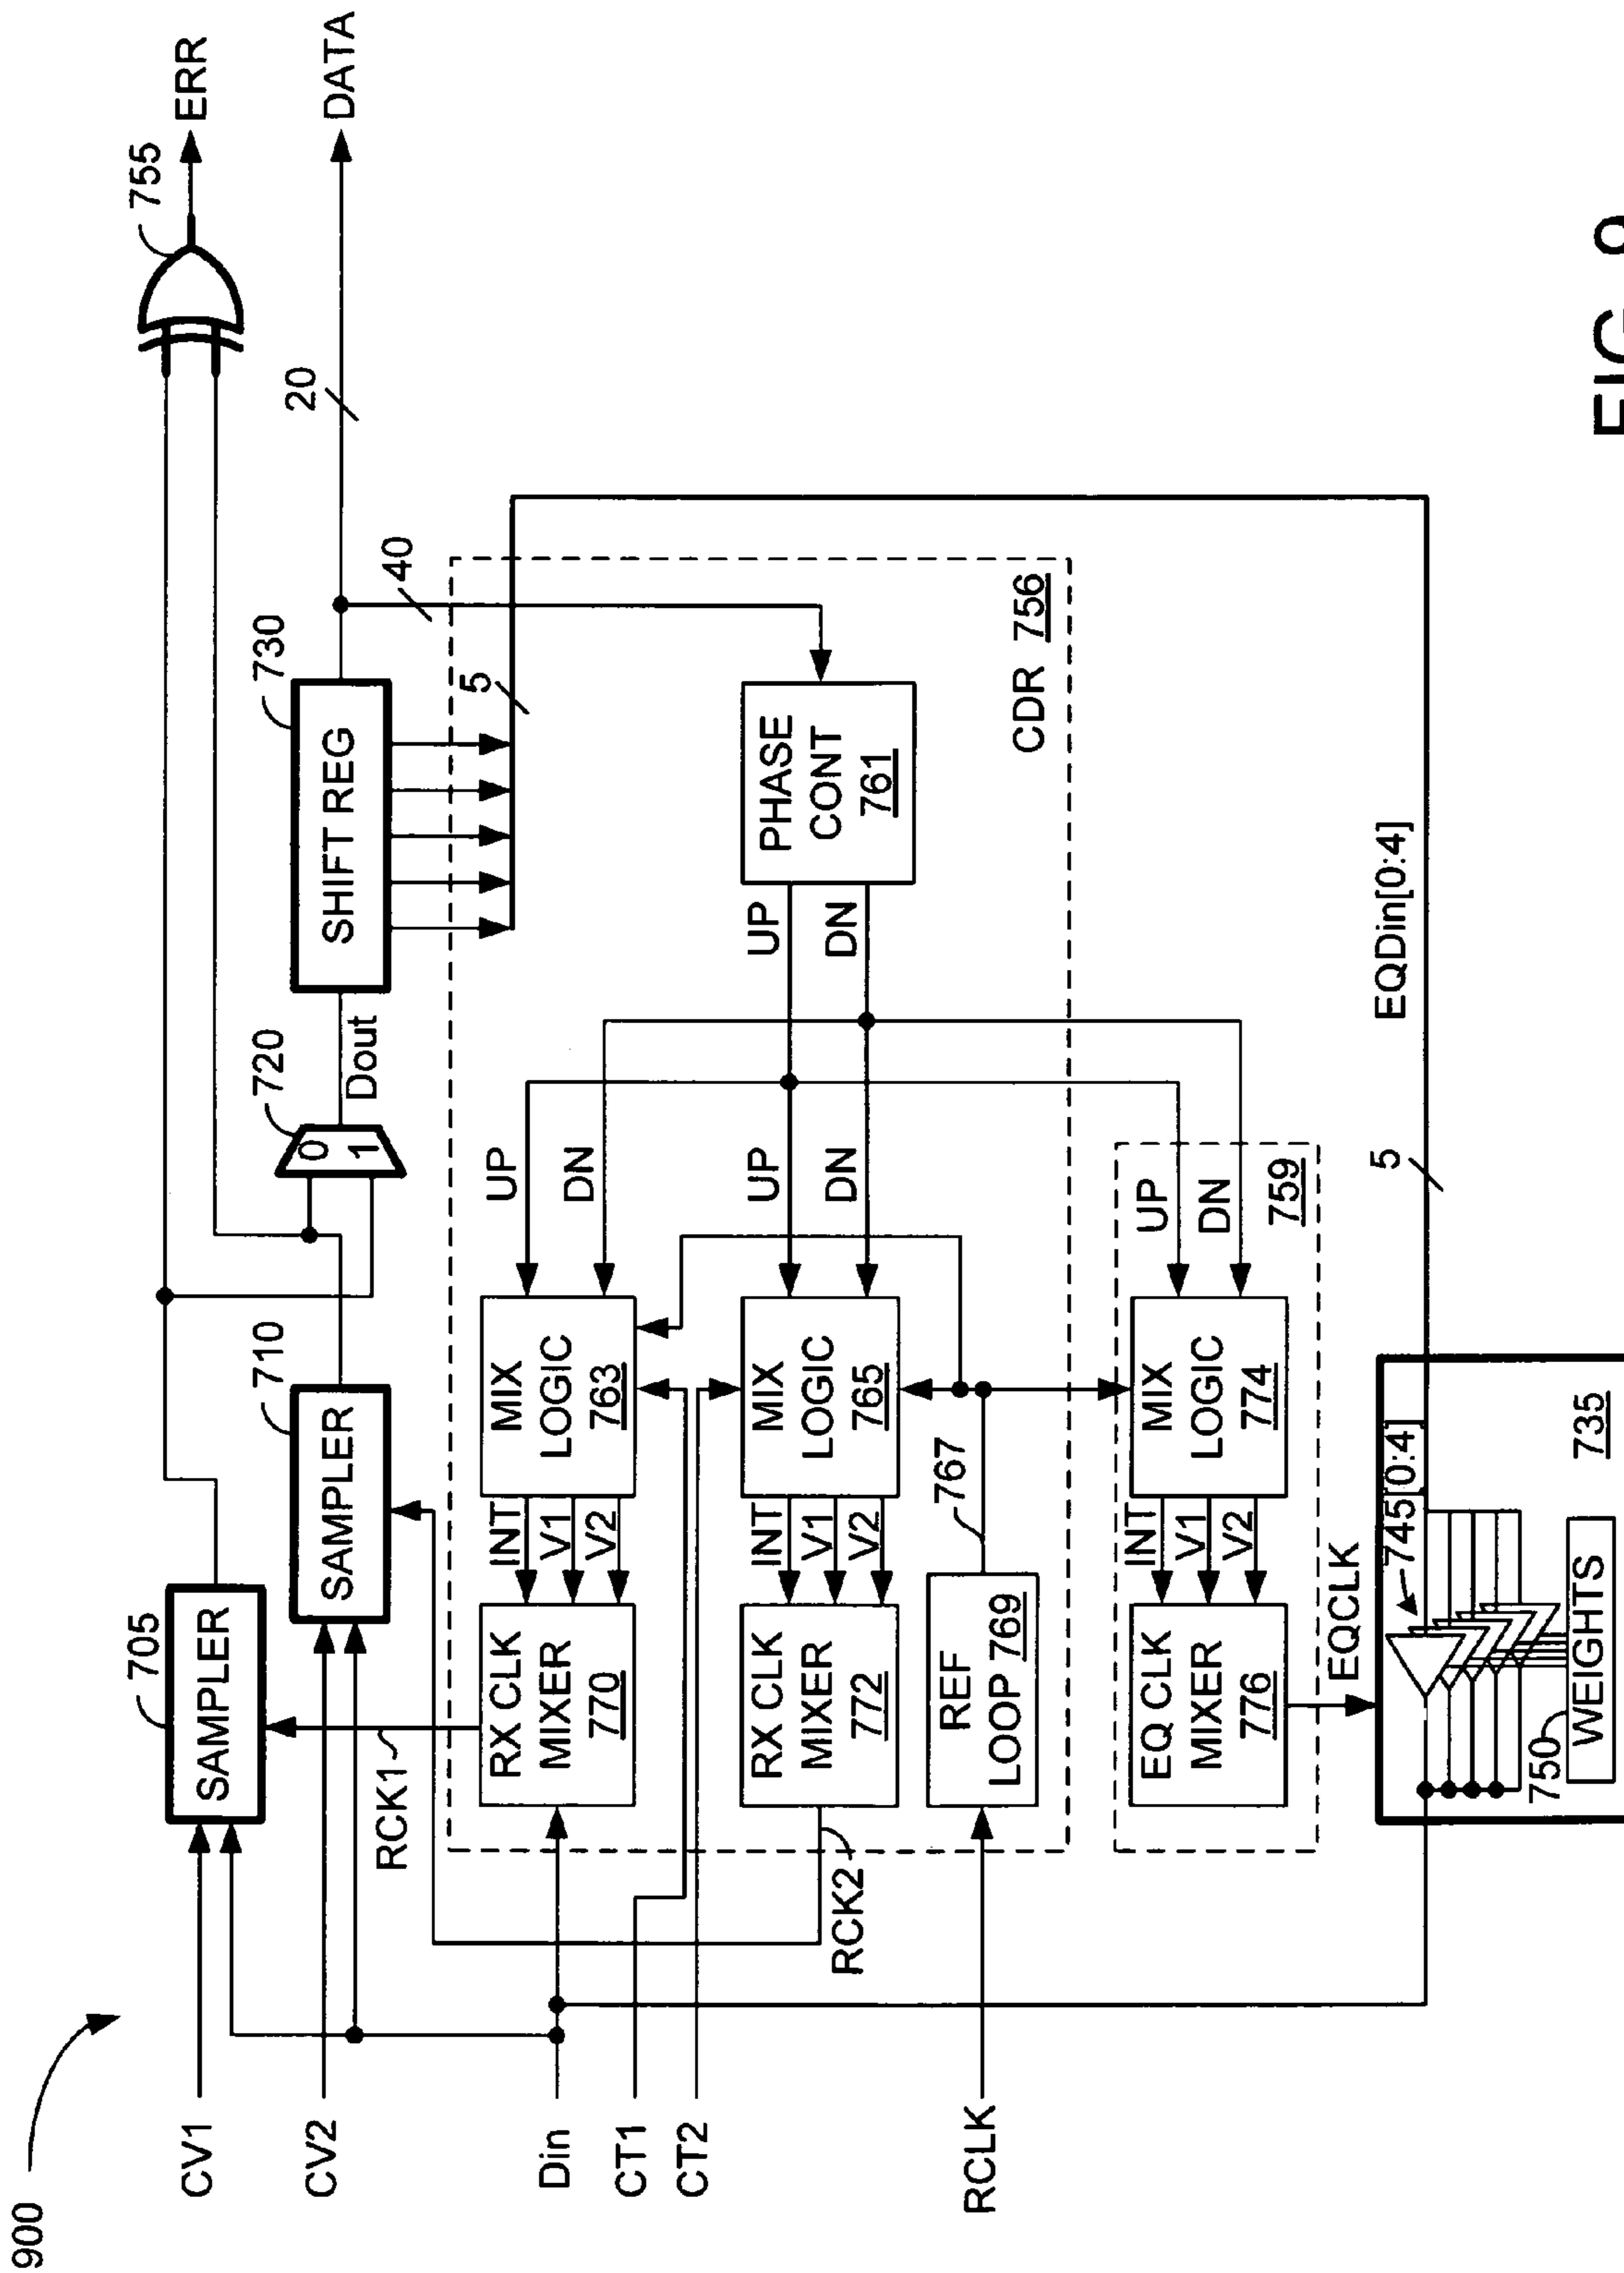 900
CV1
CV2
Din
CT1
CT2
RCLK
705
SAMPLER
710
SAMPLER
720
0
1
Dout
730
SHIFT REG
755
ERR
20
DATA
40
5
RCK1
RX CLK
MIXER
770
INT
V1
V2
MIX
LOGIC
763
UP
DN
RCK2
RX CLK
MIXER
772
INT
V1
V2
MIX
LOGIC
765
UP
DN
UP
DN
PHASE
CONT
761
CDR 756
REF
LOOP 769
767
EQ CLK
MIXER
776
INT
V1
V2
MIX
LOGIC
774
UP
DN
759
EQCLK
745[0:4]
5
EQDin[0:4]
750
WEIGHTS
735